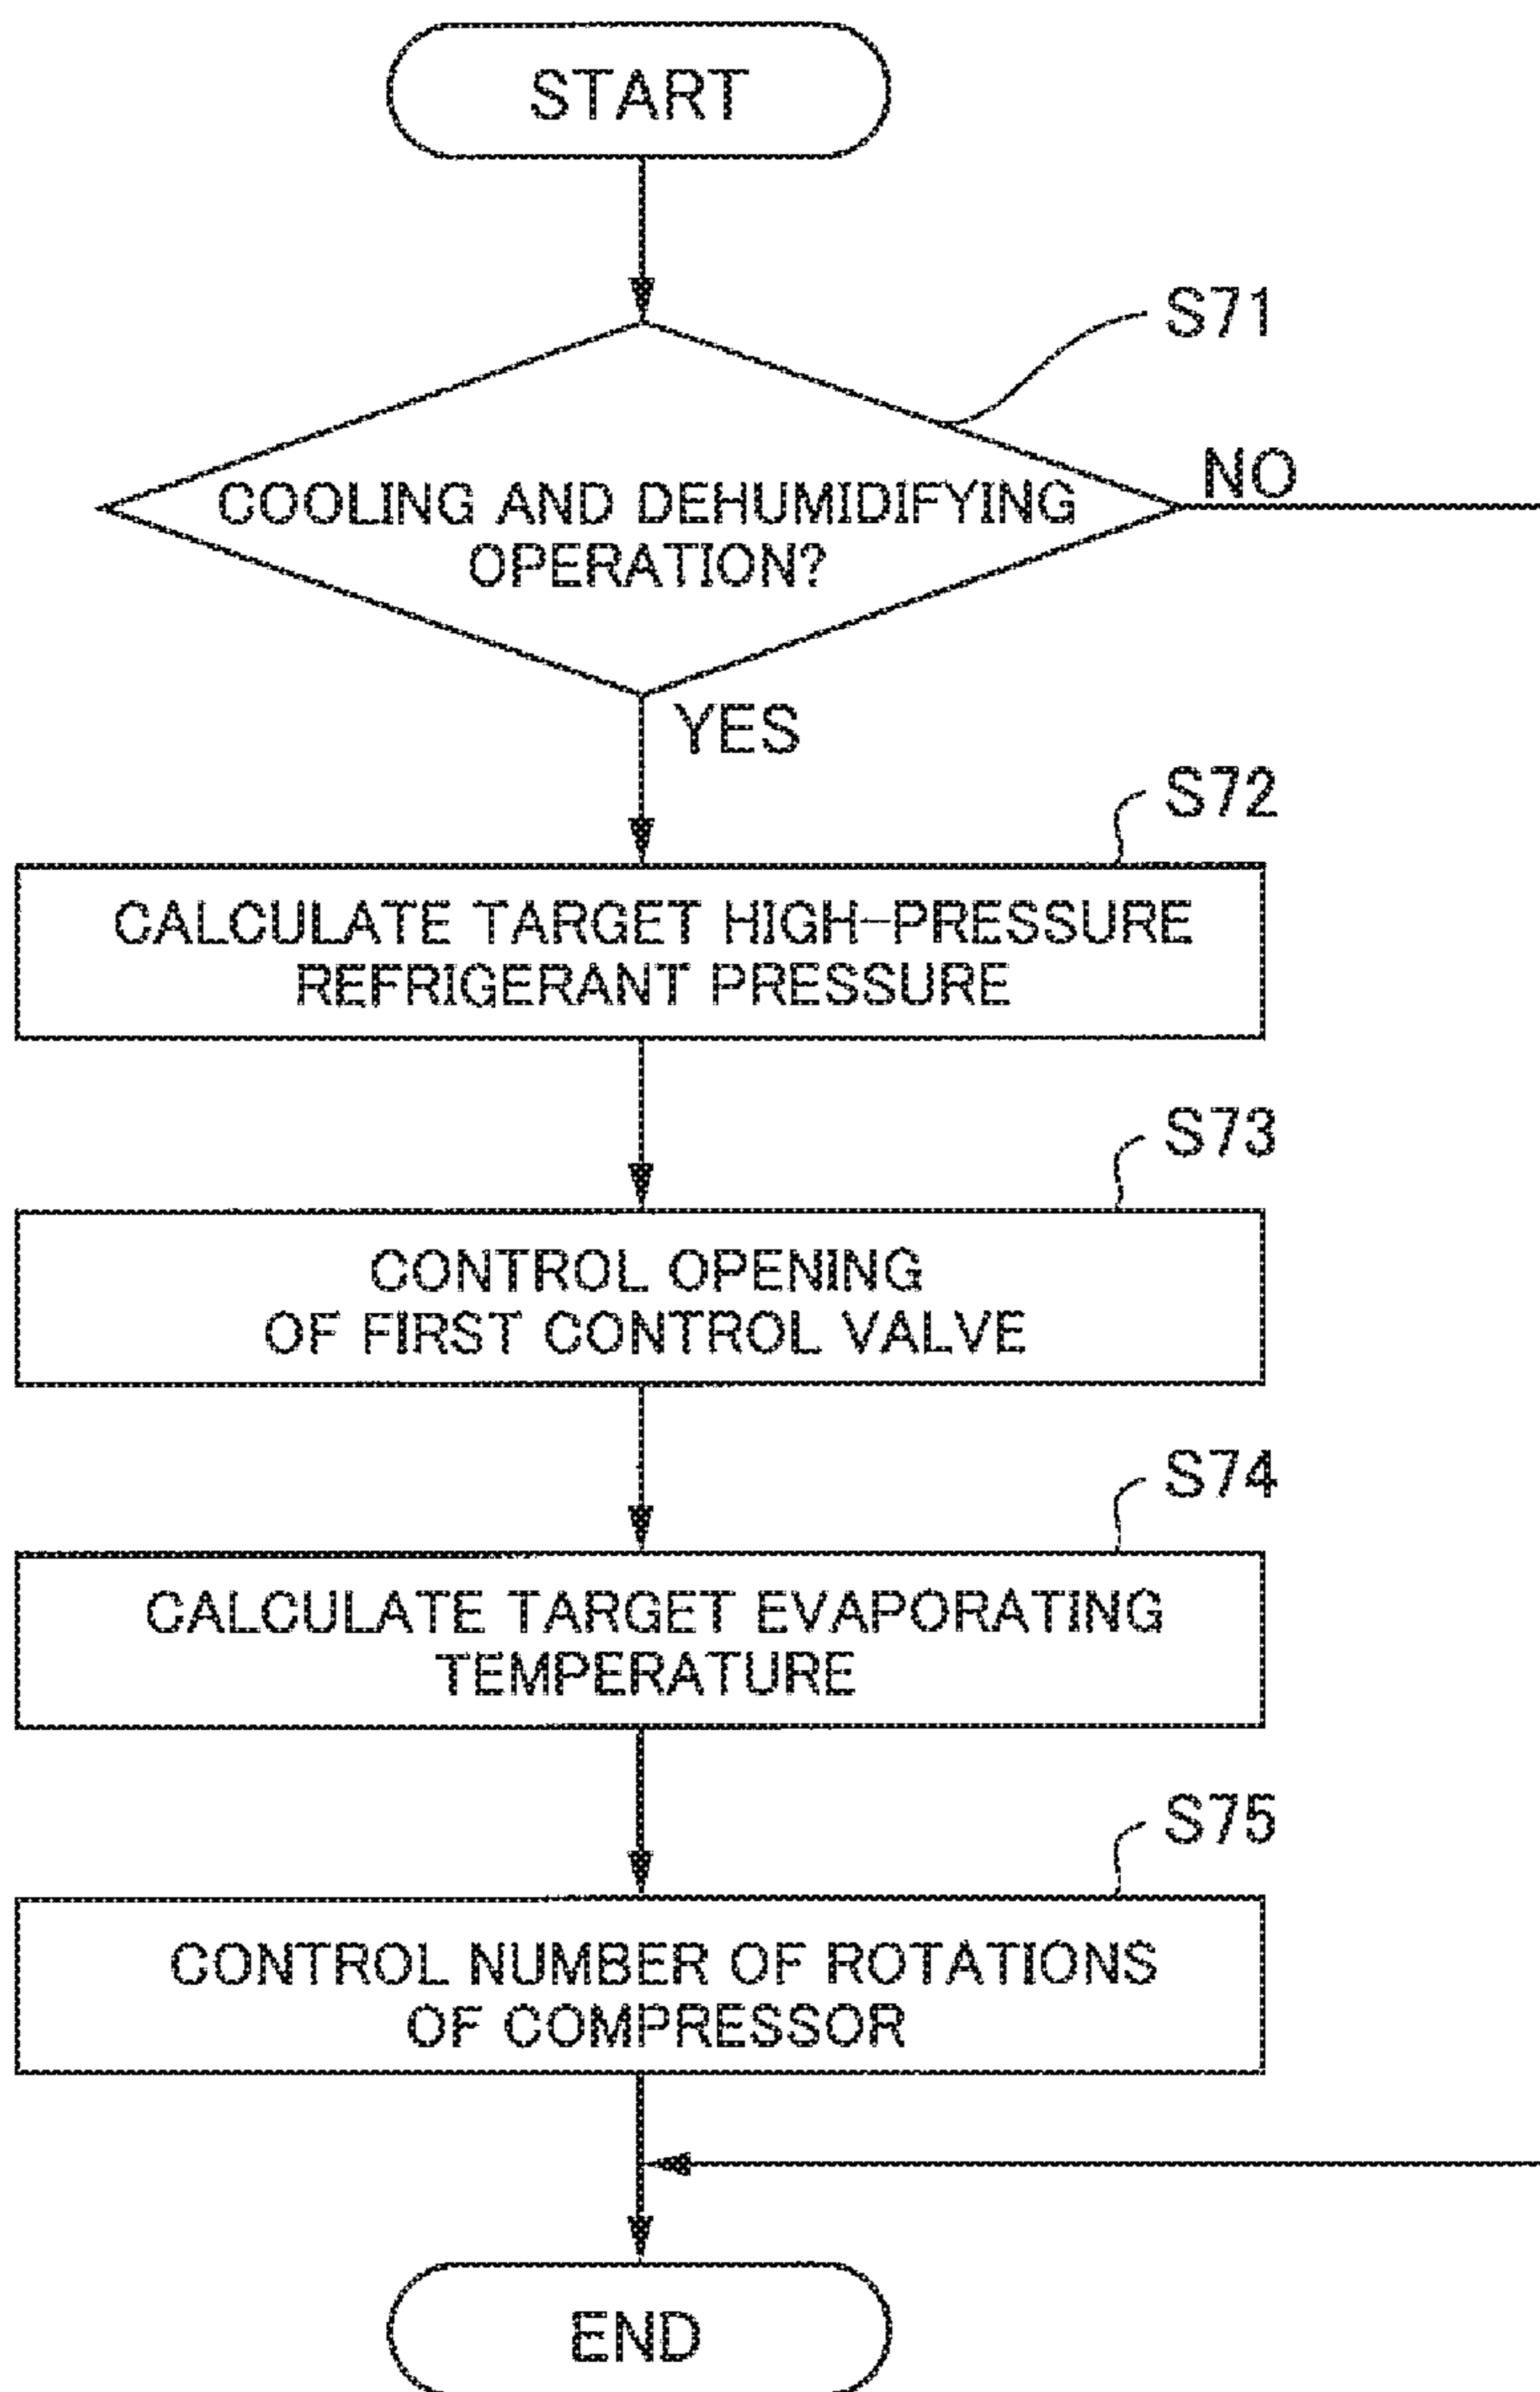 START
S71
COOLING AND DEHUMIDIFYING
OPERATION?
NO
YES
S72
CALCULATE TARGET HIGH-PRESSURE
REFRIGERANT PRESSURE
S73
CONTROL OPENING
OF FIRST CONTROL VALVE
S74
CALCULATE TARGET EVAPORATING
TEMPERATURE
S75
CONTROL NUMBER OF ROTATIONS
OF COMPRESSOR
END